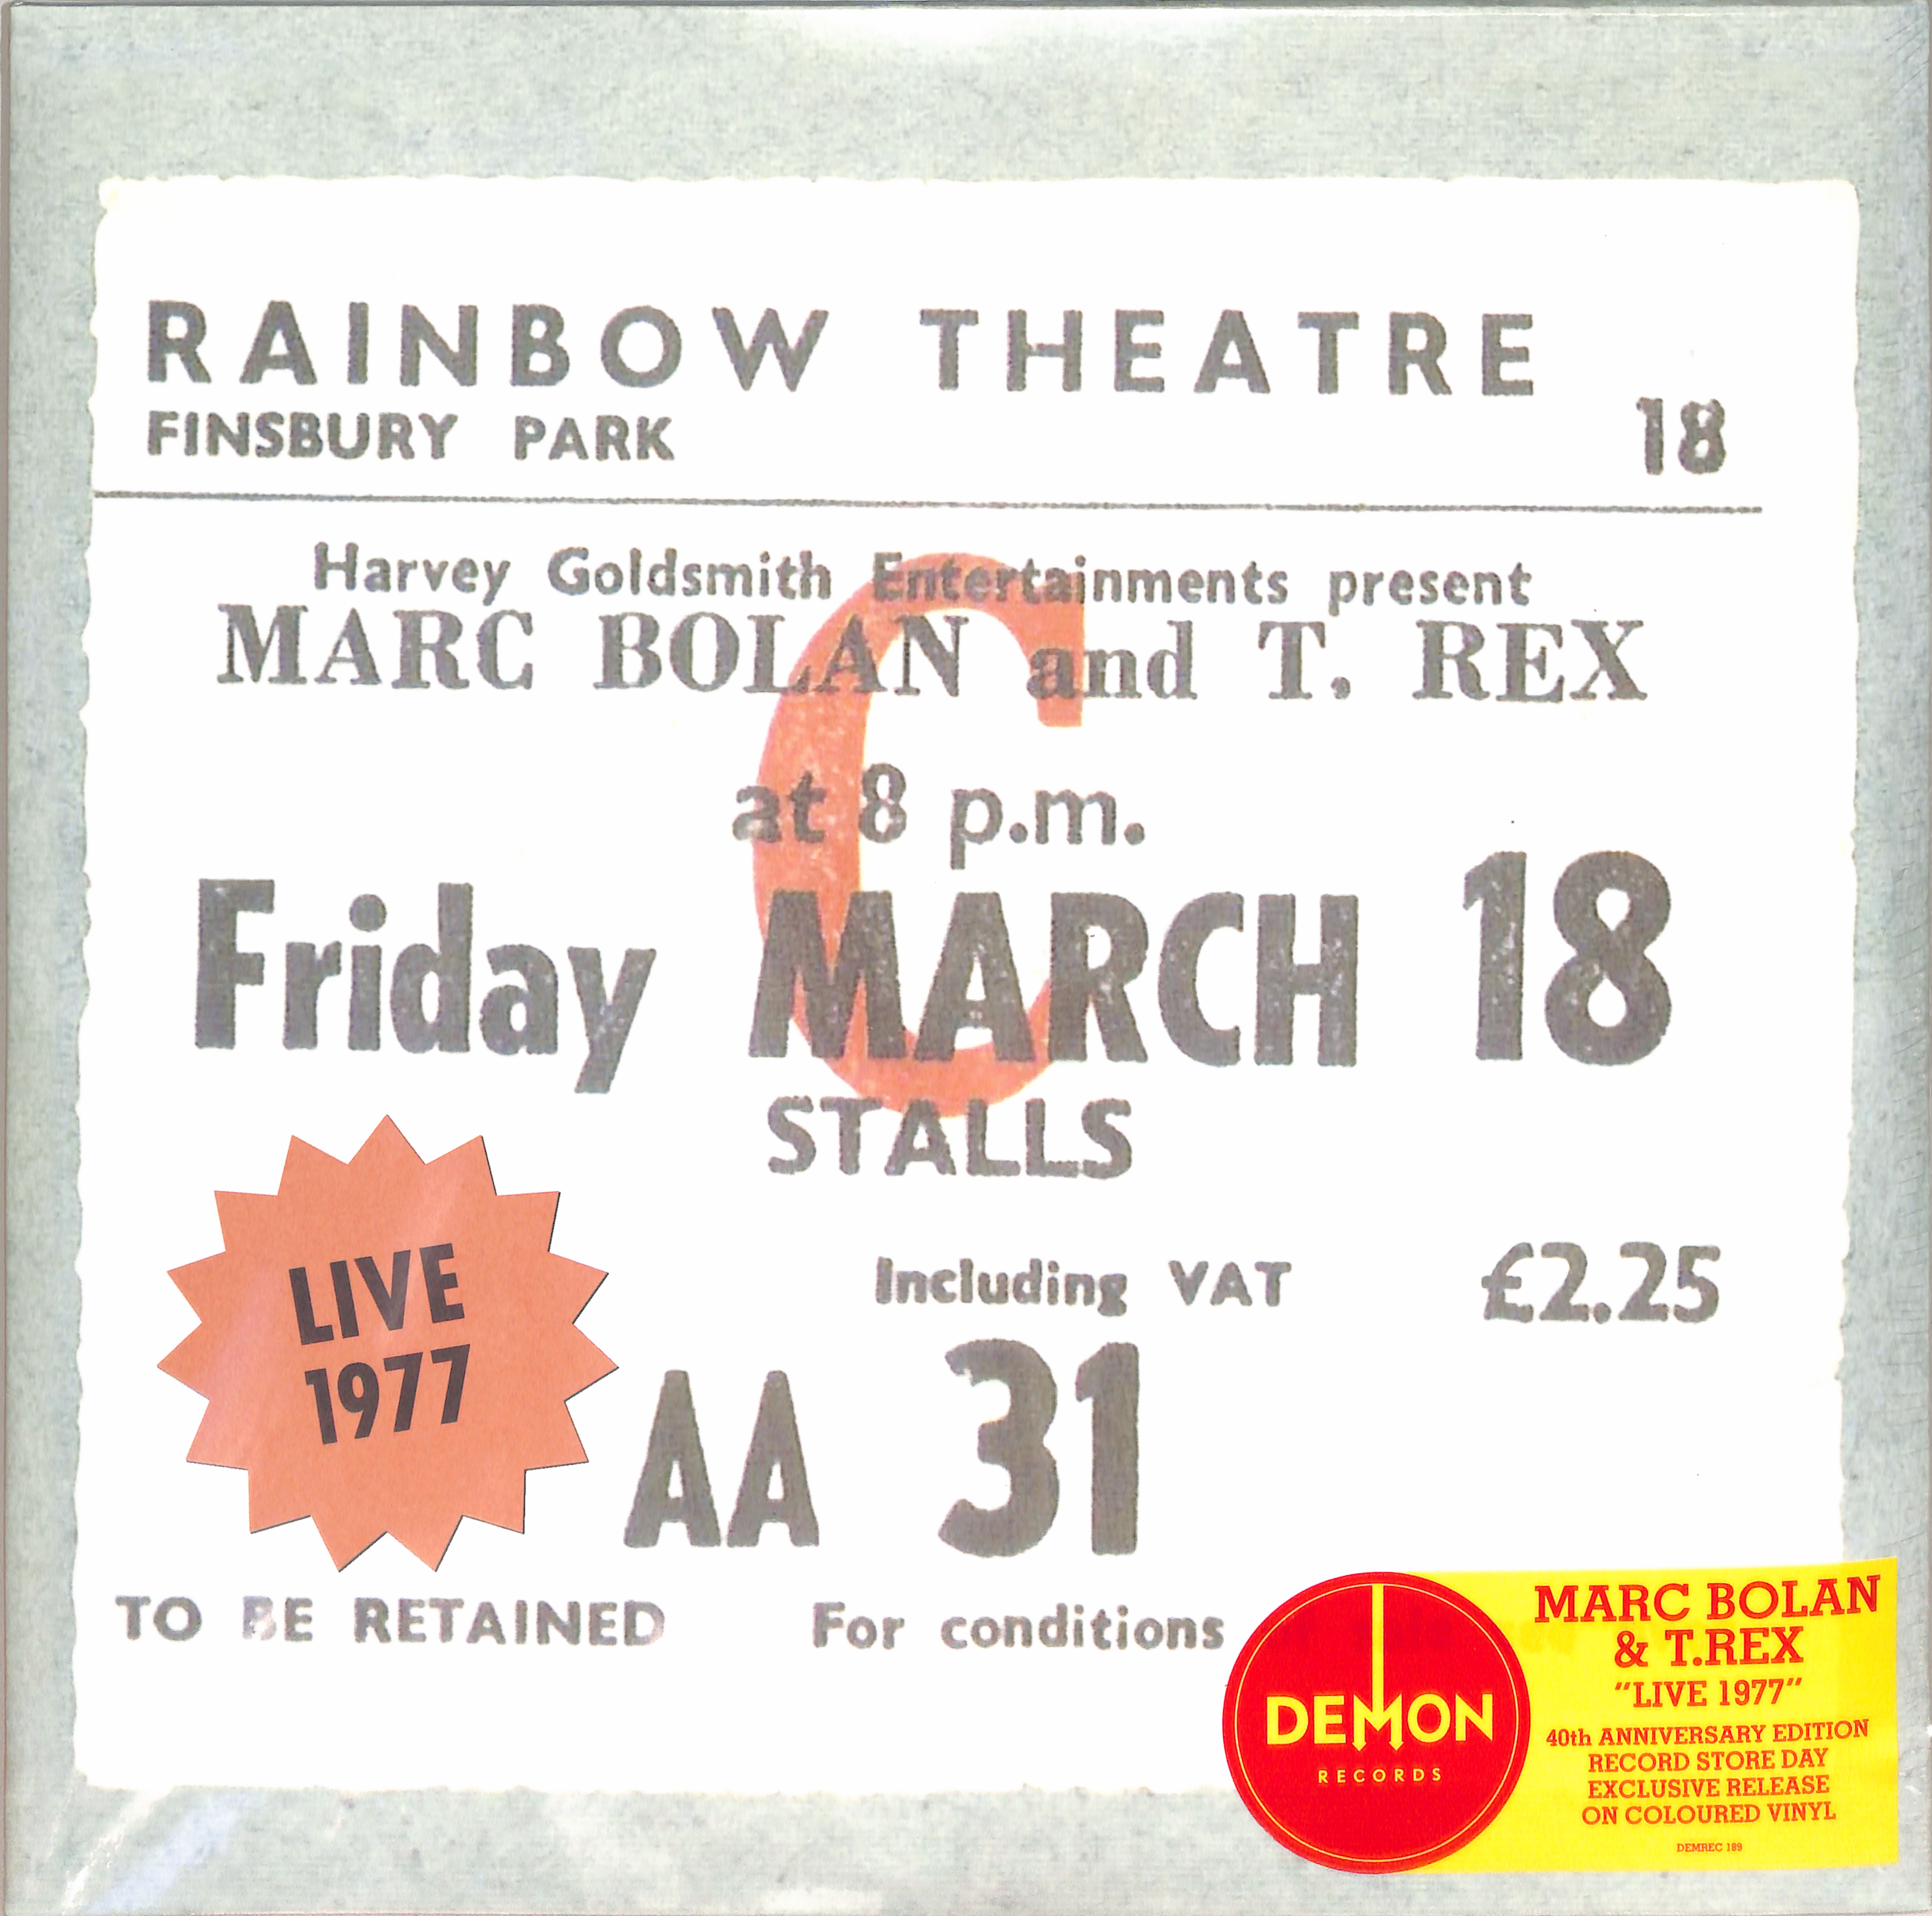 RAINBOW THEATRE
FINSBURY PARK
18
Harvey Goldsmith Entertainments present
MARC BOLAN and T. REX
C
at 8 p.m.
Friday MARCH 18
STALLS
LIVE
1977
Including VAT £2.25
AA 31
TO BE RETAINED For conditions
DEMON
RECORDS
MARC BOLAN
& T.REX
"LIVE 1977"
40th ANNIVERSARY EDITION
RECORD STORE DAY
EXCLUSIVE RELEASE
ON COLOURED VINYL
DEMREC 189